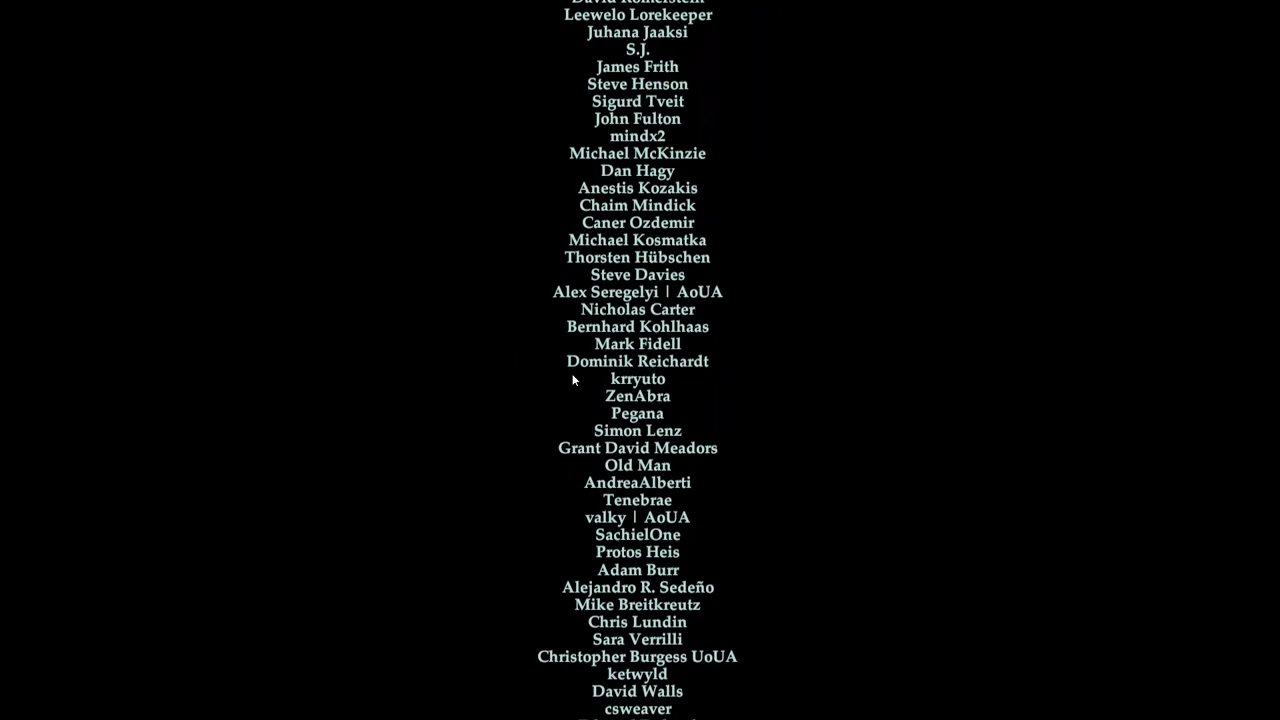 Leewelo Lorekeeper
Juhana Jaaksi
S.J.
James Frith
Steve Henson
Sigurd Tveit
John Fulton
mindx2
Michael McKinzie
Dan Hagy
Anestis Kozakis
Chaim Mindick
Caner Ozdemir
Michael Kosmatka
Thorsten Hübschen
Steve Davies
Alex Seregelyi | AoUA
Nicholas Carter
Bernhard Kohlhaas
Mark Fidell
Dominik Reichardt
krryuto
ZenAbra
Pegana
Simon Lenz
Grant David Meadors
Old Man
AndreaAlberti
Tenebrae
valky | AoUA
SachielOne
Protos Heis
Adam Burr
Alejandro R. Sedeño
Mike Breitkreutz
Chris Lundin
Sara Verrilli
Christopher Burgess UoUA
ketwyld
David Walls
csweaver